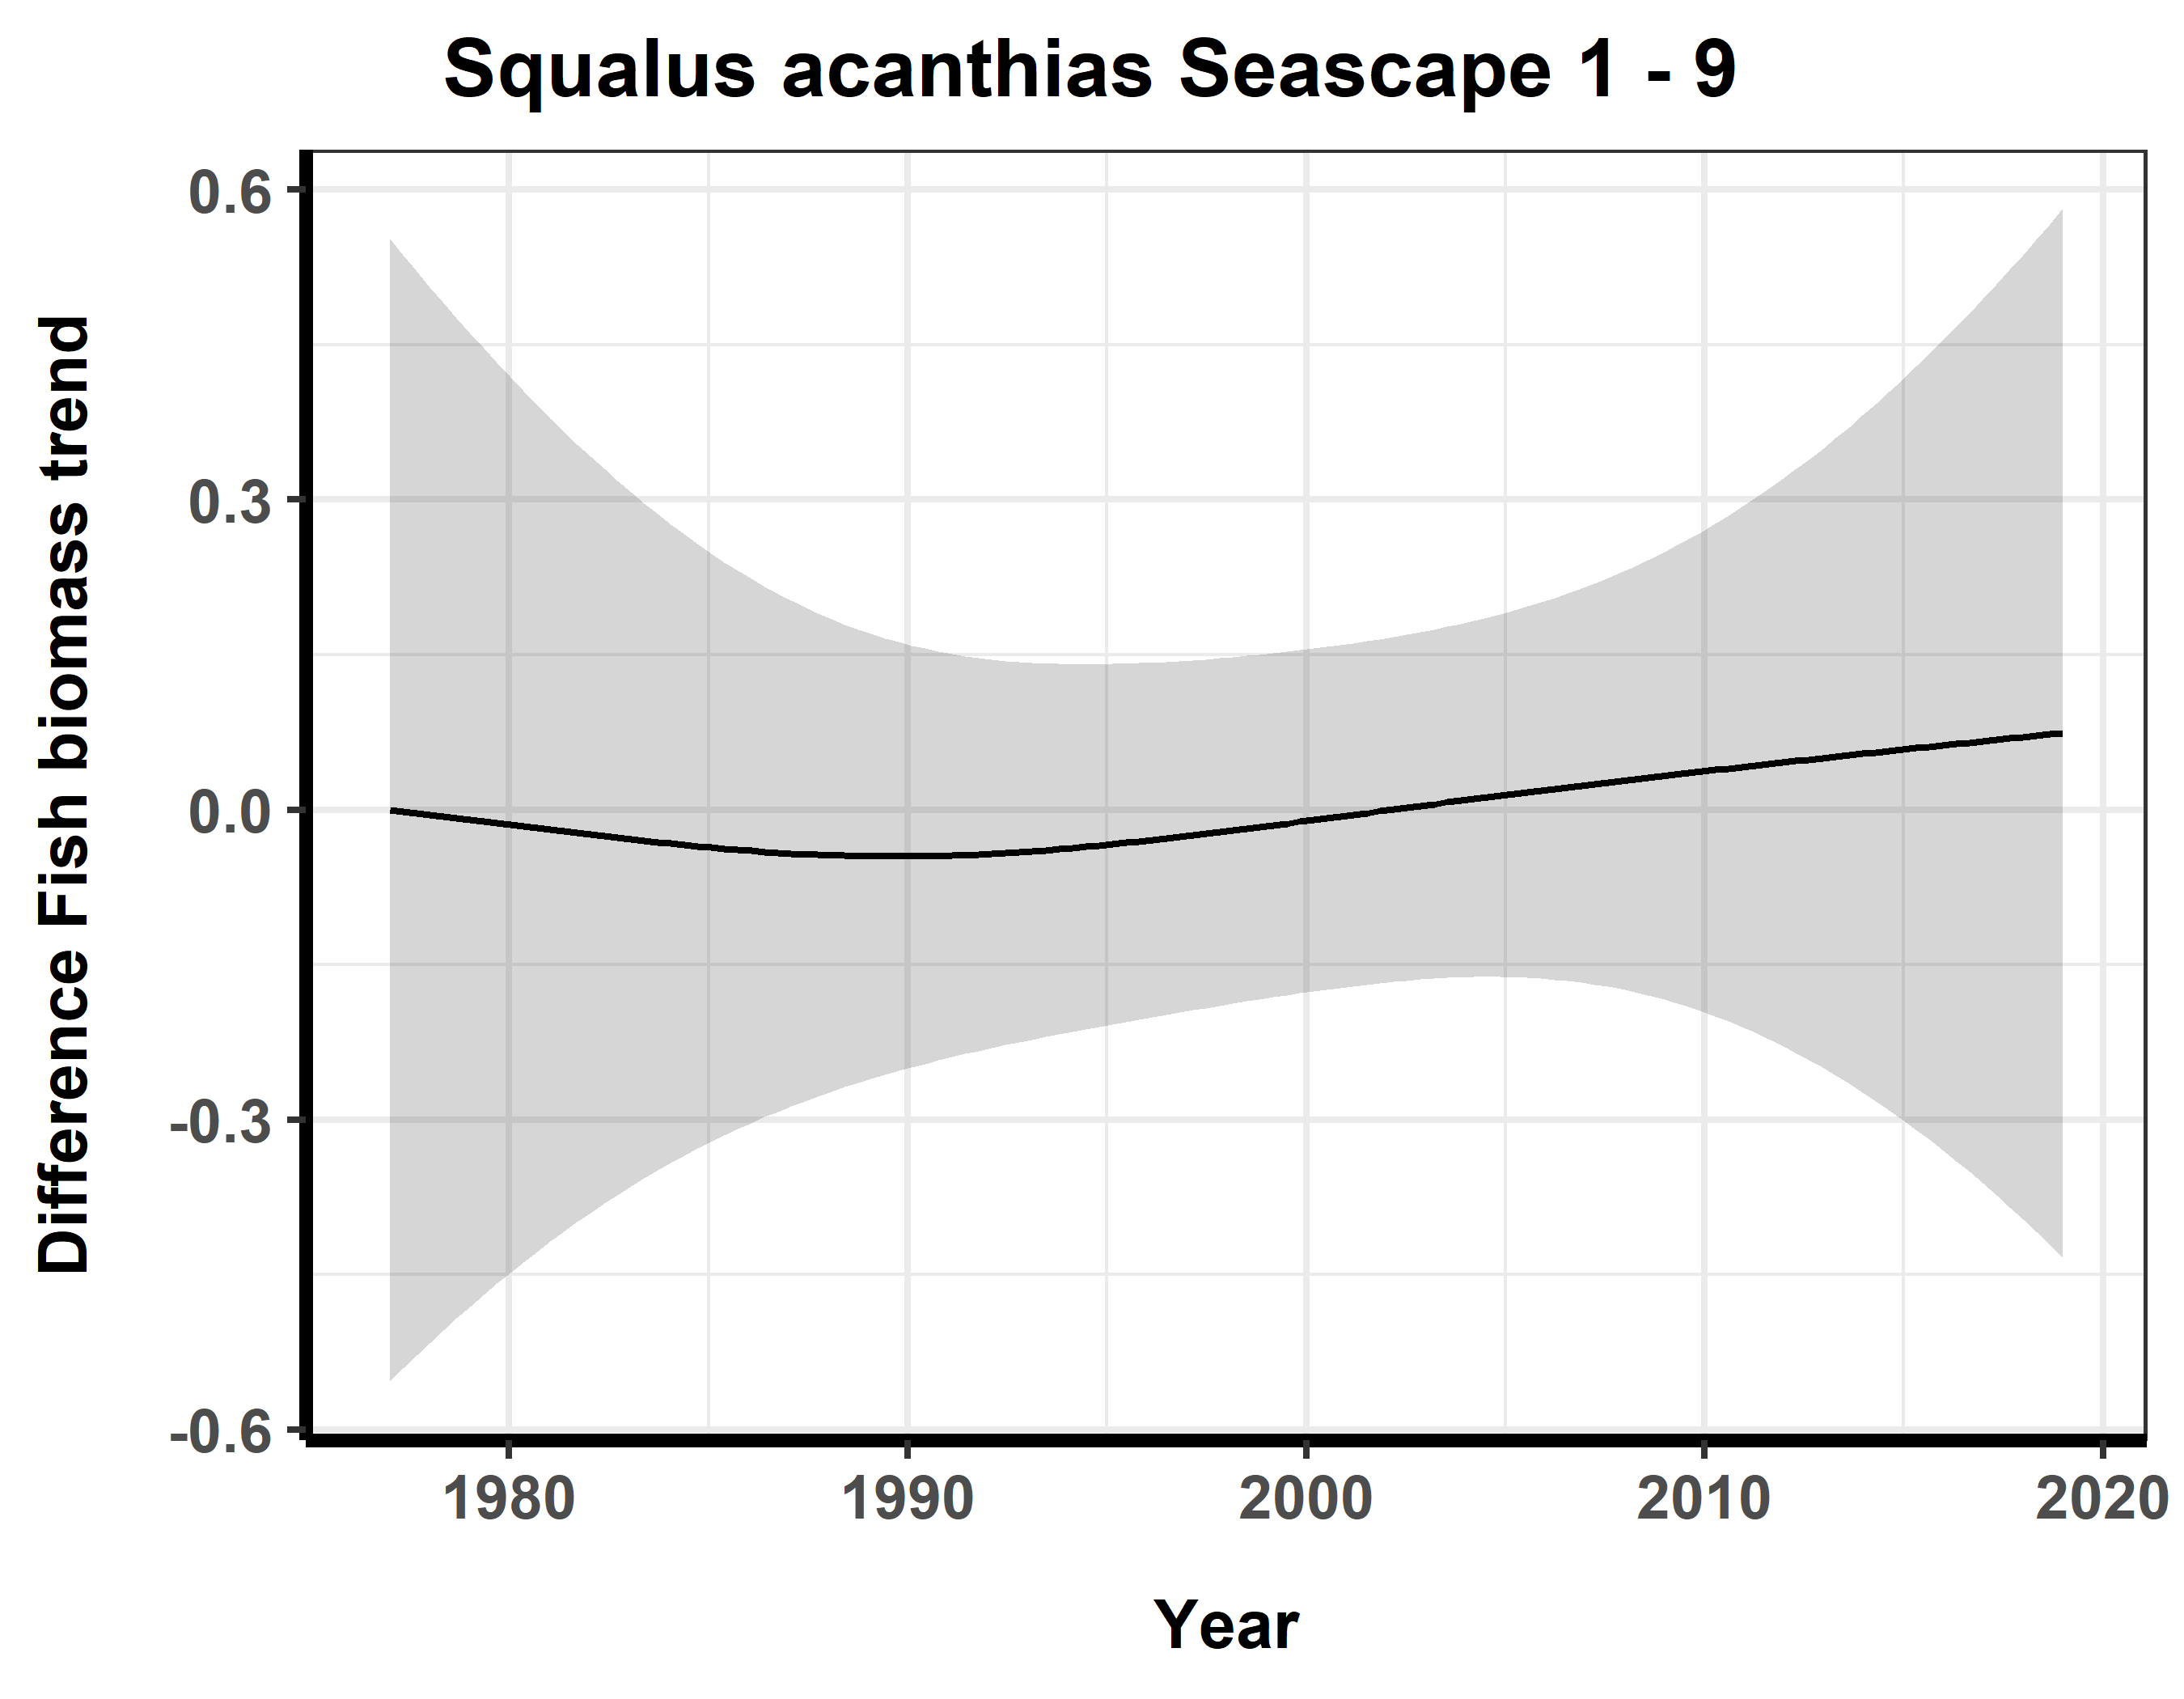 Squalus acanthias Seascape 1 - 9
Difference Fish biomass trend
0.6
0.3
0.0
-0.3
-0.6
1980 1990 2000 2010 2020
Year